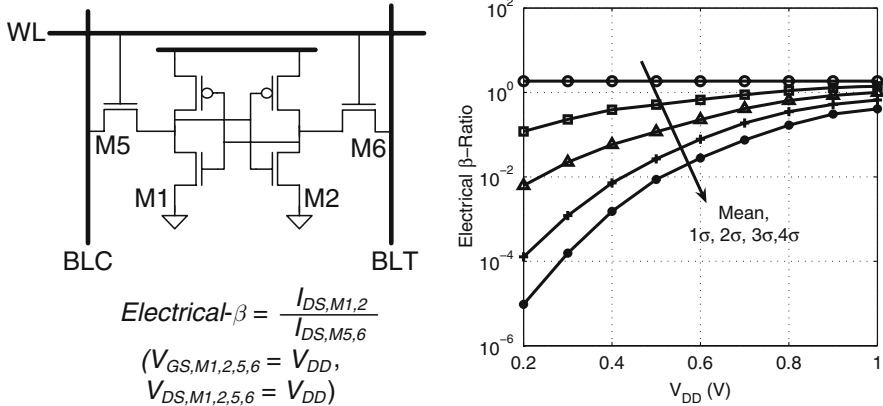 WL
M5
M6
M1
M2
BLC
BLT
Electrical-β = I_DS,M1,2 / I_DS,M5,6
(V_GS,M1,2,5,6 = V_DD,
V_DS,M1,2,5,6 = V_DD)
Electrical β–Ratio
10^0
10^−2
10^−4
10^−6
Mean,
1σ, 2σ, 3σ,4σ
0.2
0.4
0.6
0.8
1
V_DD (V)